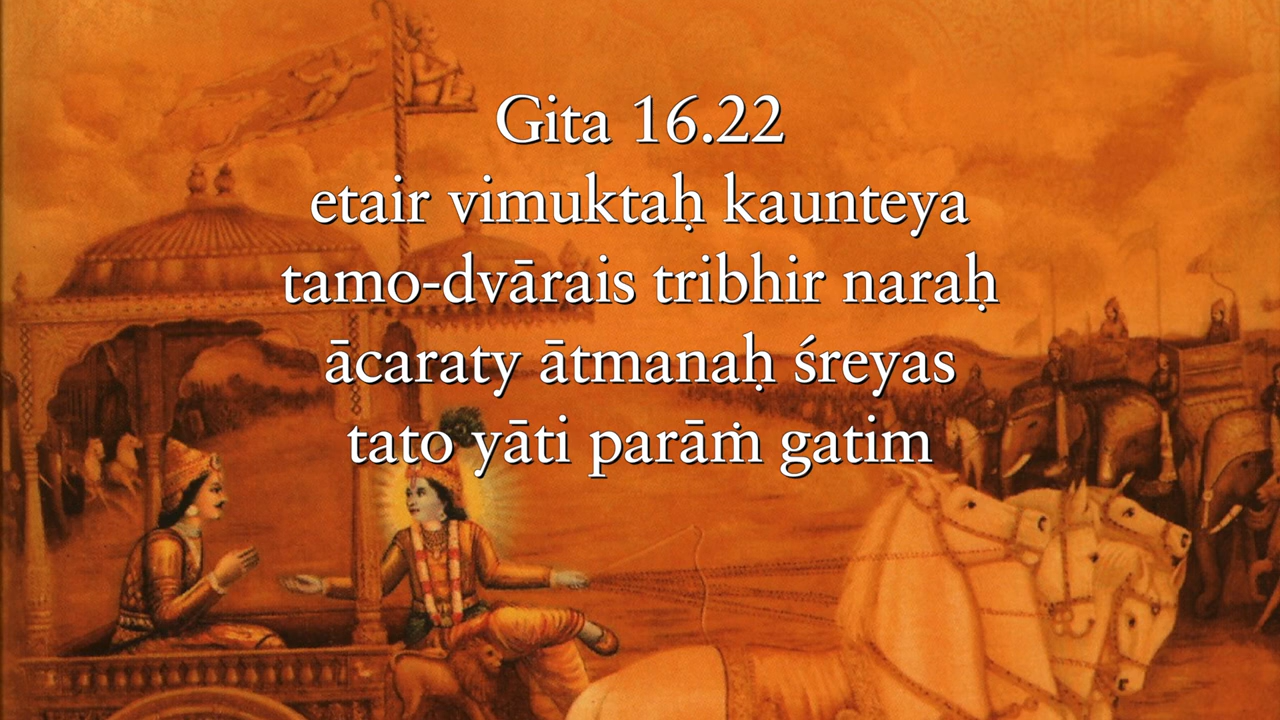 Gita 16.22
etair vimuktaḥ kaunteya
tamo-dvārais tribhir naraḥ
ācaraty ātmanaḥ śreyas
tato yāti parāṁ gatim